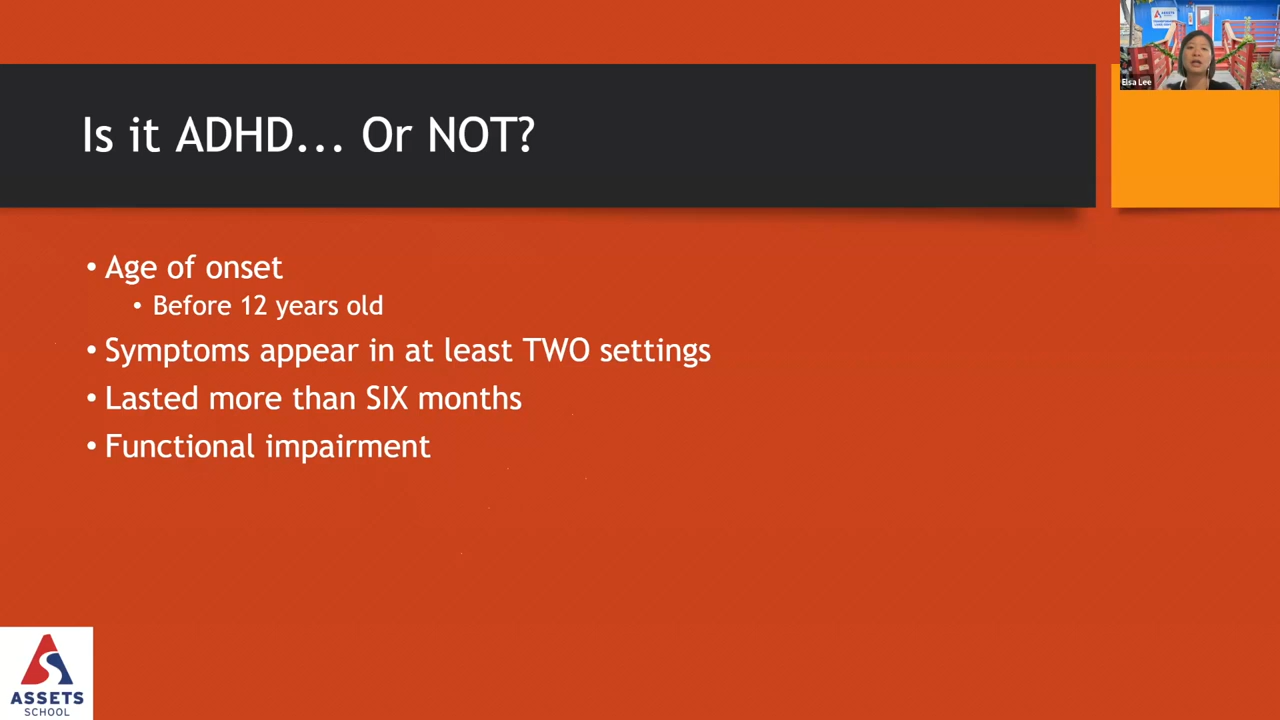 Is it ADHD... Or NOT?
• Age of onset
• Before 12 years old
• Symptoms appear in at least TWO settings
• Lasted more than SIX months
• Functional impairment
ASSETS
Elsa Lee
ASSETS
SCHOOL